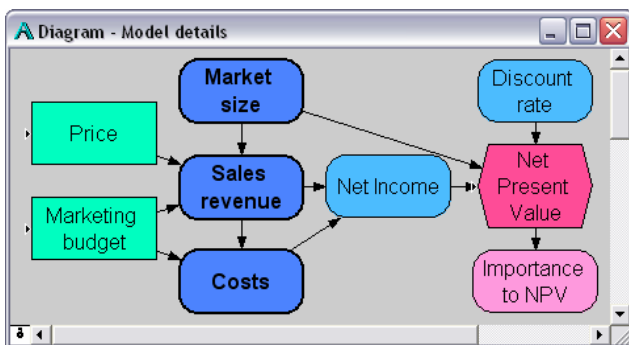 Diagram - Model details
Market
size
Discount
rate
Price
Sales
revenue
Net Income
Net
Present
Value
Marketing
budget
Costs
Importance
to NPV